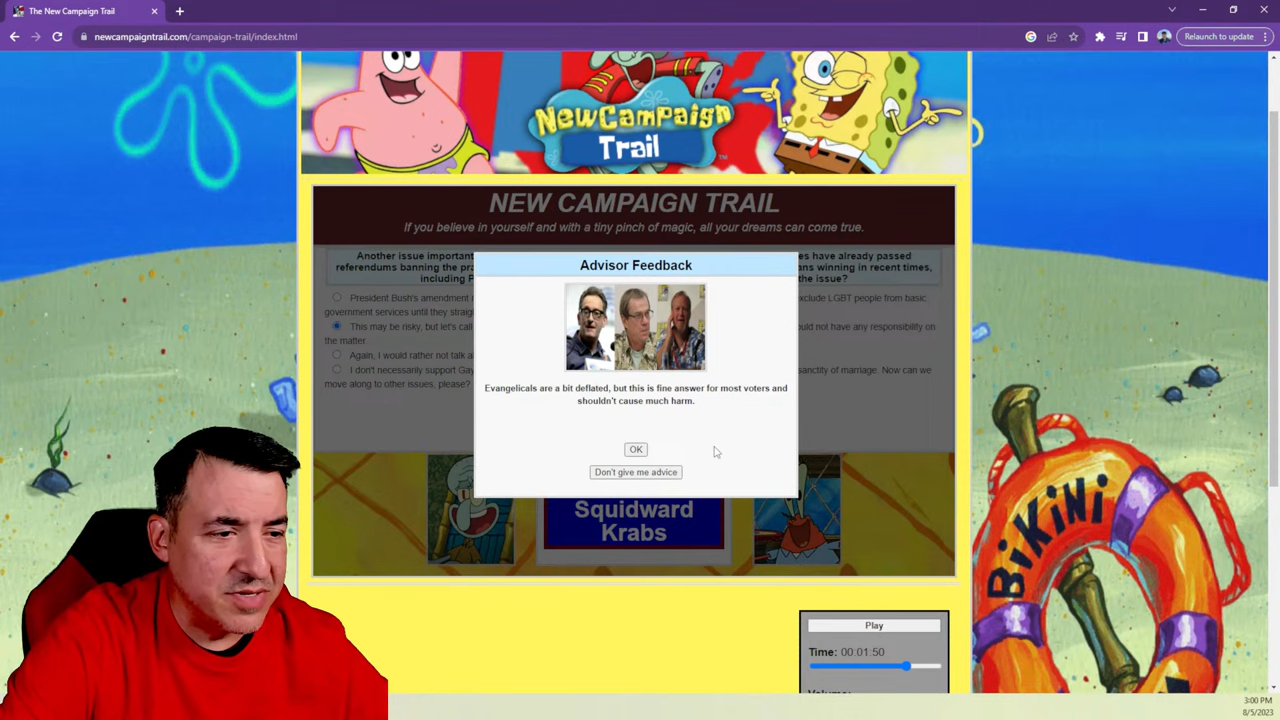 The New Campaign Trail
newcampaigntrail.com/campaign-trail/index.html
Relaunch to update
NewCampaign
Trail
NEW CAMPAIGN TRAIL
If you believe in yourself and with a tiny pinch of magic, all your dreams can come true.
Another issue important
es have already passed
referendums banning the pra
ans winning in recent times,
including P
the issue?
President Bush's amendment
xclude LGBT people from basic
government services until they straig
This may be risky, but let's call
ould not have any responsibility on
the matter
Again, I would rather not talk a
I don't necessarily support Gay
sanctity of marriage. Now can we
move along to other issues, please?
Advisor Feedback
Evangelicals are a bit deflated, but this is fine answer for most voters and
shouldn't cause much harm.
OK
Don't give me advice
Squidward
Krabs
BiKiNi
Play
Time: 00:01:50
Volume:
3:00 PM
8/5/2023